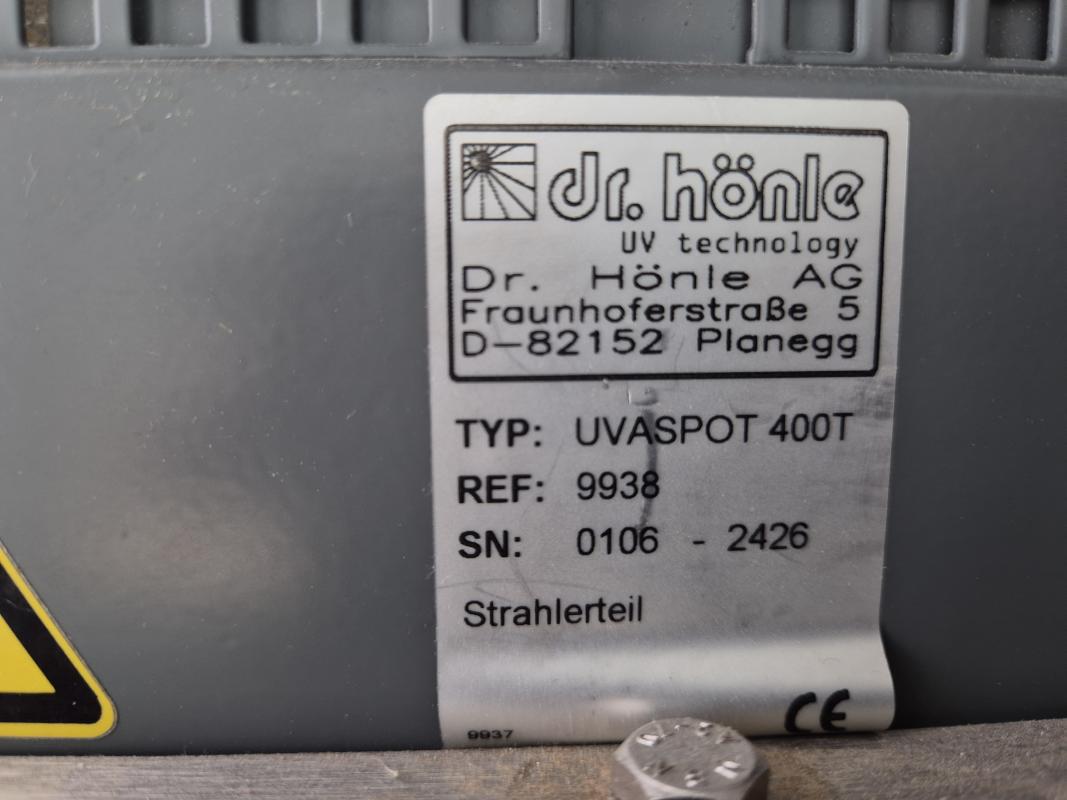 dr. hönle
UV technology
Dr. Hönle AG
Fraunhoferstraße 5
D-82152 Planegg
TYP: UVASPOT 400T
REF: 9938
SN: 0106 - 2426
Strahlerteil
CE
9937